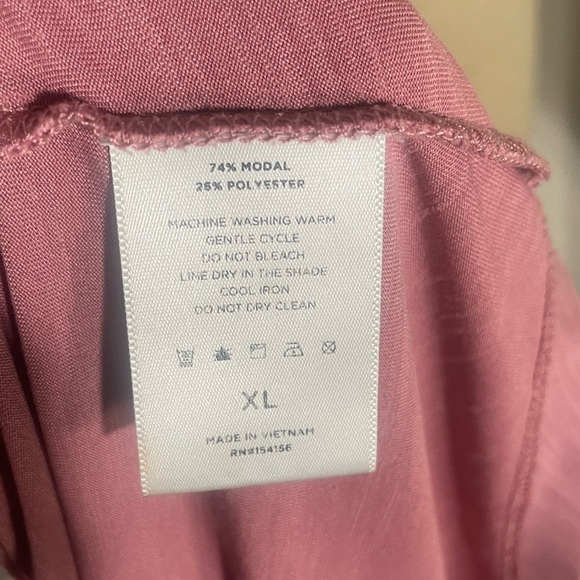 74% MODAL
26% POLYESTER
MACHINE WASHING WARM
GENTLE CYCLE
DO NOT BLEACH
LINE DRY IN THE SHADE
COOL IRON
DO NOT DRY CLEAN
XL
MADE IN VIETNAM
RN#154156